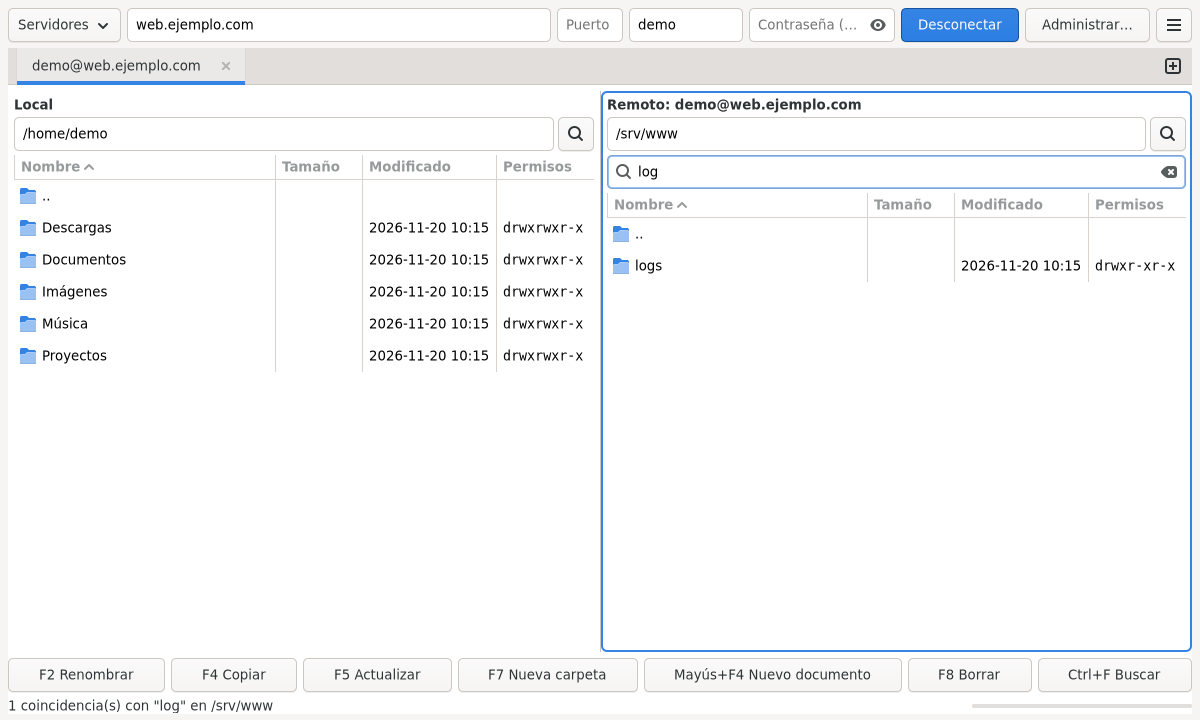 Servidores web.ejemplo.com Puerto demo Contraseña (... Desconectar Administrar...
demo@web.ejemplo.com
Local
/home/demo
Nombre Tamaño Modificado Permisos
..
Descargas 2026-11-20 10:15 drwxrwxr-x
Documentos 2026-11-20 10:15 drwxrwxr-x
Imágenes 2026-11-20 10:15 drwxrwxr-x
Música 2026-11-20 10:15 drwxrwxr-x
Proyectos 2026-11-20 10:15 drwxrwxr-x
Remoto: demo@web.ejemplo.com
/srv/www
log
Nombre Tamaño Modificado Permisos
..
logs 2026-11-20 10:15 drwxr-xr-x
F2 Renombrar F4 Copiar F5 Actualizar F7 Nueva carpeta Mayús+F4 Nuevo documento F8 Borrar Ctrl+F Buscar
1 coincidencia(s) con "log" en /srv/www